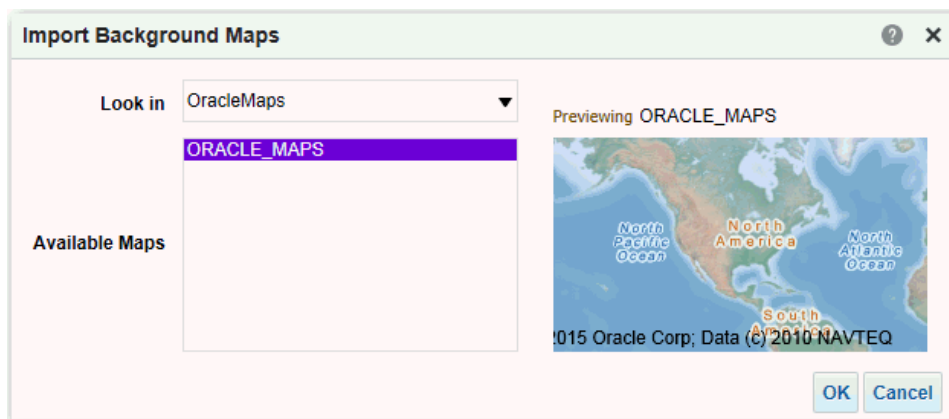 Import Background Maps
Look in
OracleMaps
Previewing ORACLE_MAPS
ORACLE_MAPS
Available Maps
North
Pacific
Ocean
North
America
North
Atlantic
Ocean
South
America
2015 Oracle Corp; Data (c) 2010 NAVTEQ
OK Cancel